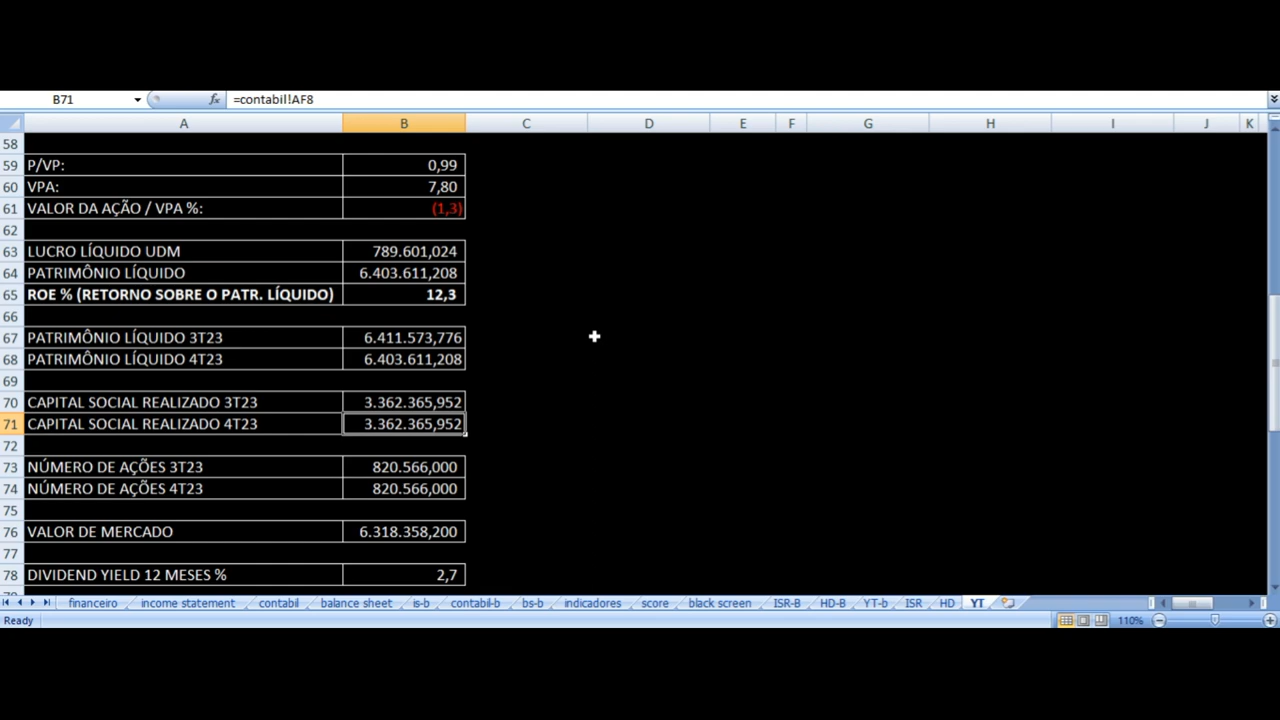 B71 fx =contabil!AF8
A B C D E F G H I J K
58
59 P/VP: 0,99
60 VPA: 7,80
61 VALOR DA AÇÃO / VPA %: (1,3)
62
63 LUCRO LÍQUIDO UDM 789.601,024
64 PATRIMÔNIO LÍQUIDO 6.403.611,208
65 ROE % (RETORNO SOBRE O PATR. LÍQUIDO) 12,3
66
67 PATRIMÔNIO LÍQUIDO 3T23 6.411.573,776
68 PATRIMÔNIO LÍQUIDO 4T23 6.403.611,208
69
70 CAPITAL SOCIAL REALIZADO 3T23 3.362.365,952
71 CAPITAL SOCIAL REALIZADO 4T23 3.362.365,952
72
73 NÚMERO DE AÇÕES 3T23 820.566,000
74 NÚMERO DE AÇÕES 4T23 820.566,000
75
76 VALOR DE MERCADO 6.318.358,200
77
78 DIVIDEND YIELD 12 MESES % 2,7
financeiro income statement contabil balance sheet is-b contabil-b bs-b indicadores score black screen ISR-B HD-B YT-b ISR HD YT
Ready 110%